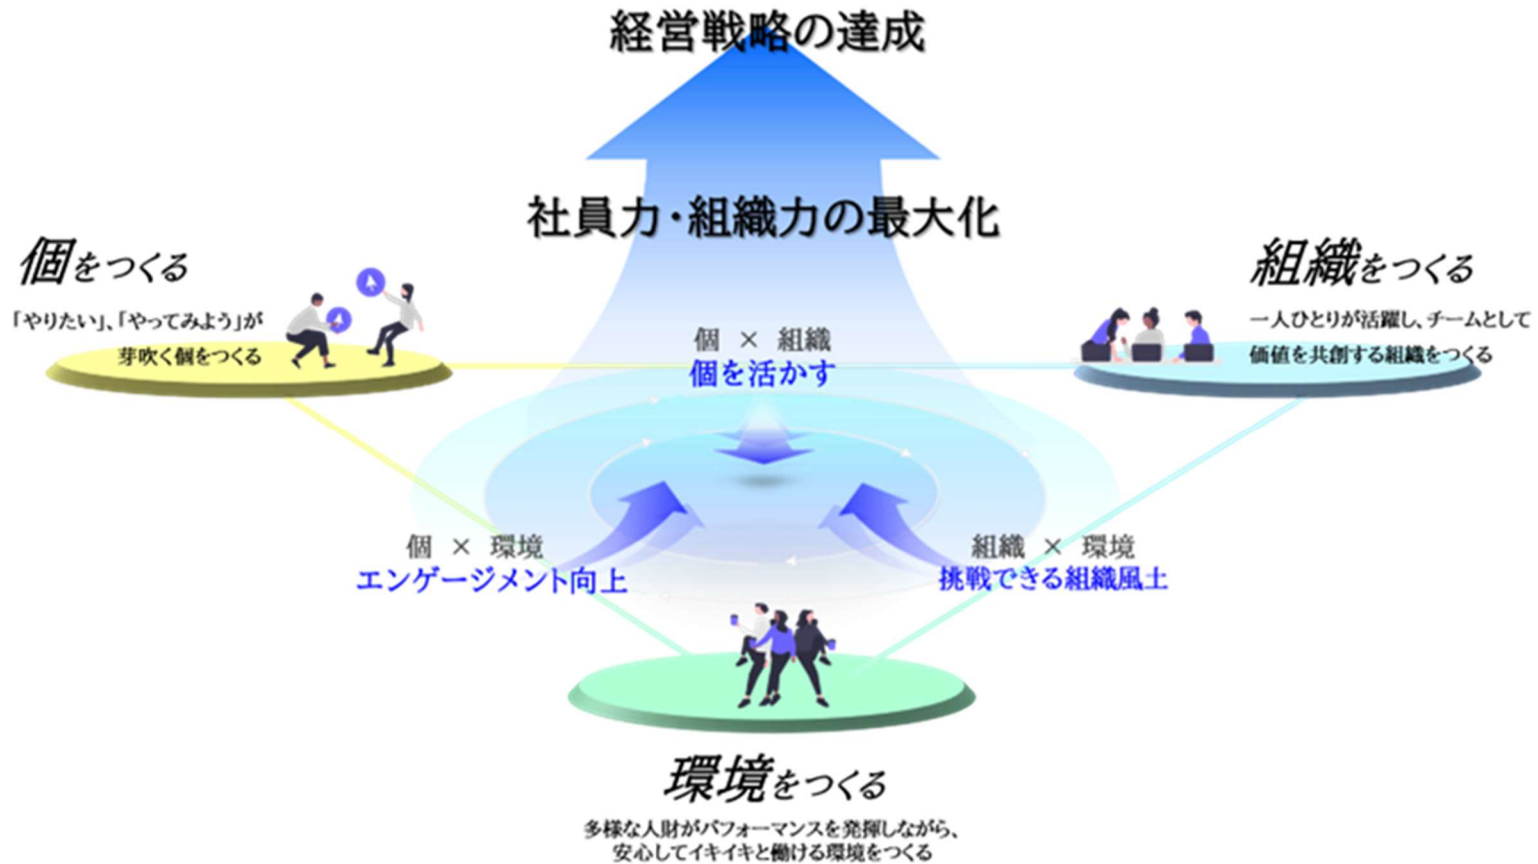 経営戦略の達成
社員力・組織力の最大化
個をつくる
「やりたい」、「やってみよう」が
芽吹く個をつくる
組織をつくる
一人ひとりが活躍し、チームとして
価値を共創する組織をつくる
個 × 組織
個を活かす
個 × 環境
エンゲージメント向上
組織 × 環境
挑戦できる組織風土
環境をつくる
多様な人財がパフォーマンスを発揮しながら、
安心してイキイキと働ける環境をつくる